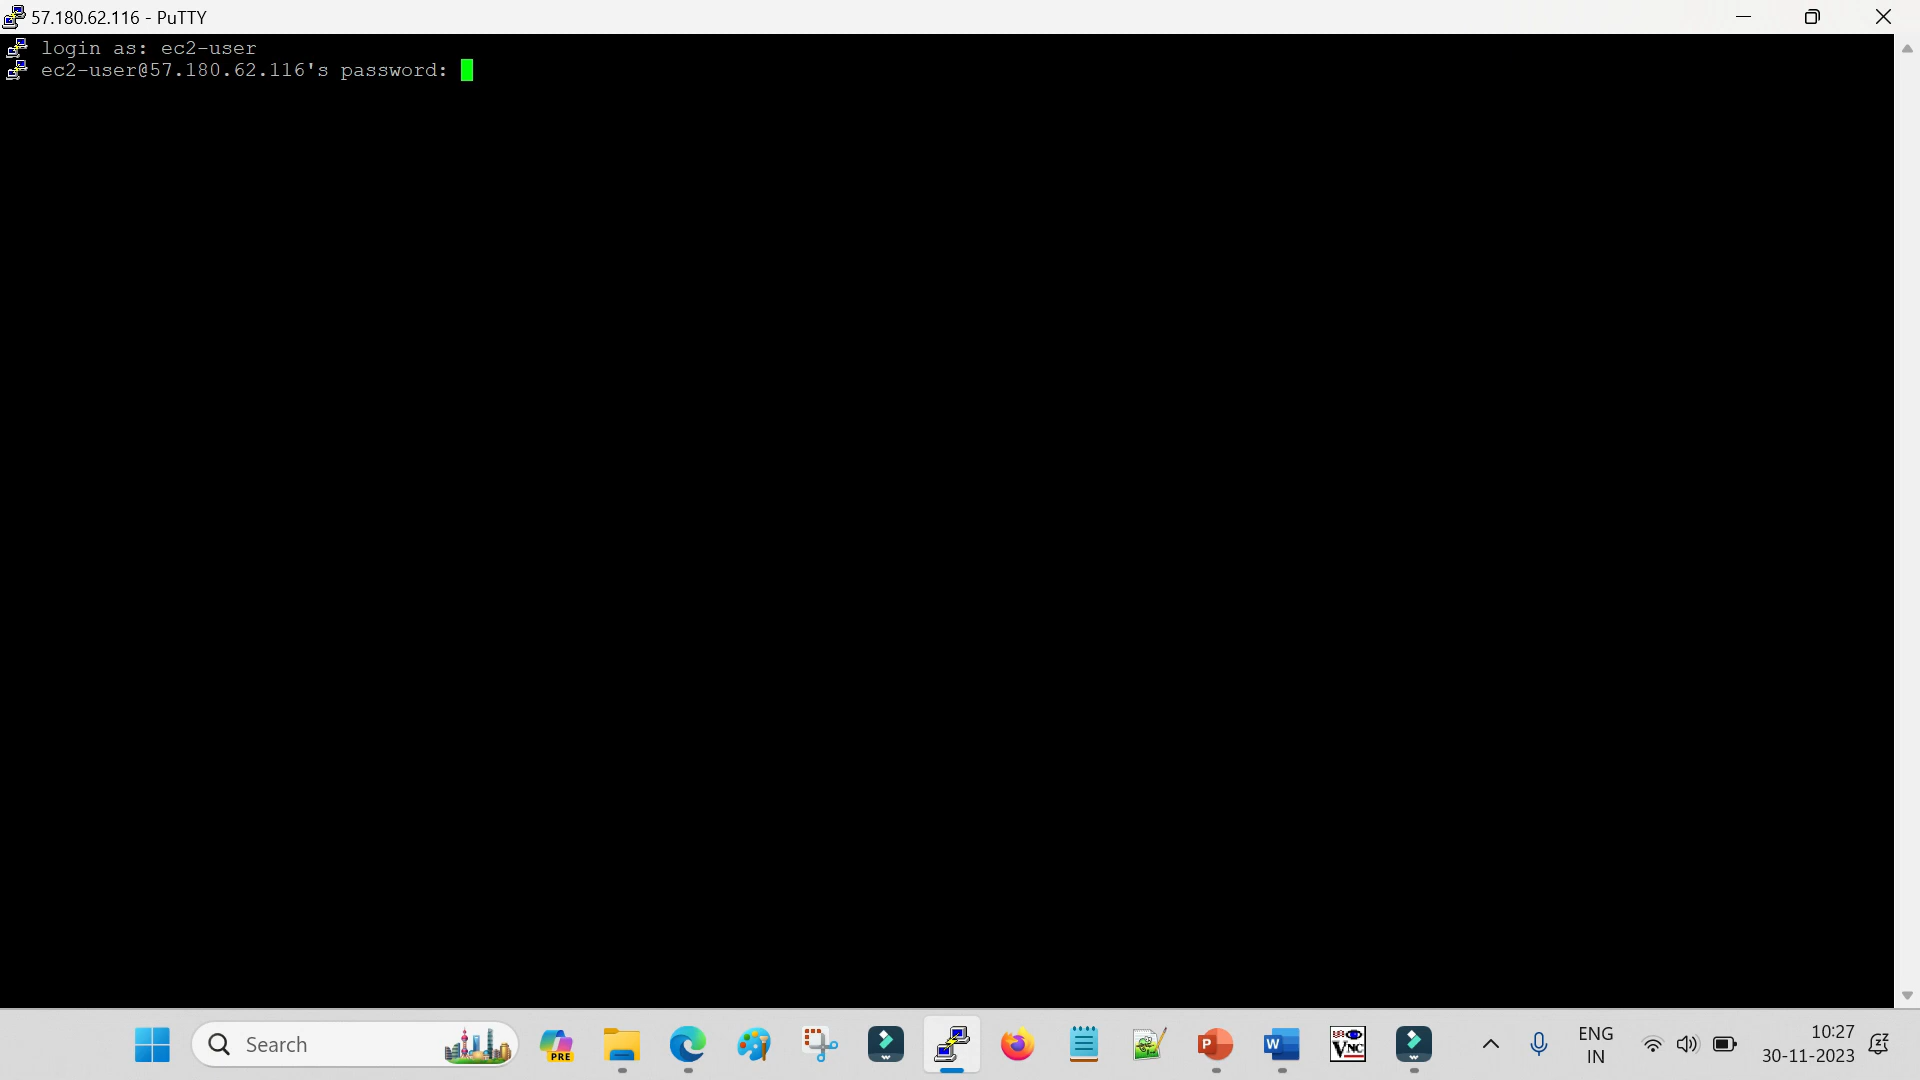 57.180.62.116 - PuTTY
login as: ec2-user
ec2-user@57.180.62.116's password:
Search
PRE
P
W
VNC
ENG
IN
10:27
30-11-2023